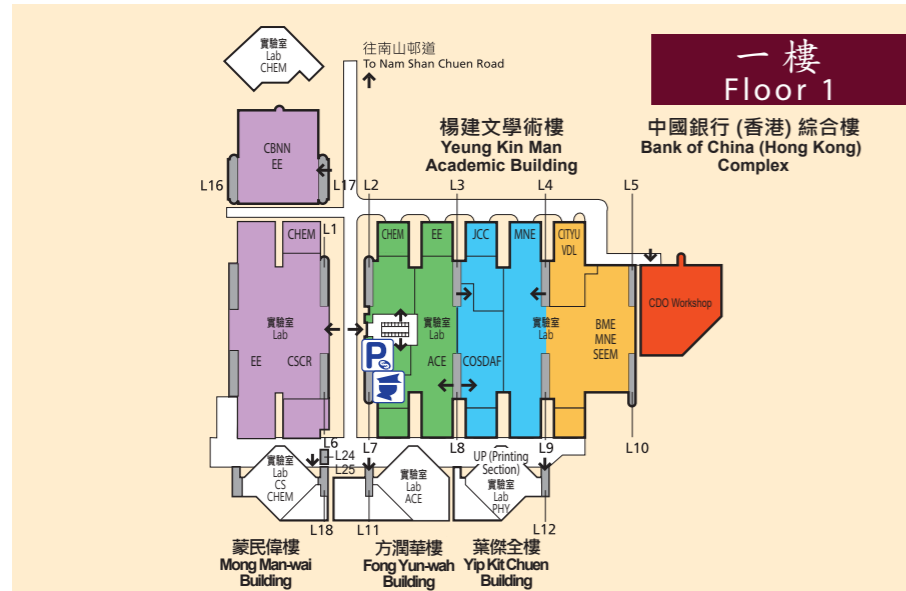 一樓
Floor 1
往南山邨道
To Nam Shan Chuen Road
實驗室
Lab
CHEM
楊建文學術樓
Yeung Kin Man
Academic Building
中國銀行 (香港) 綜合樓
Bank of China (Hong Kong)
Complex
CBNN
EE
L16
L17
L2
L3
L4
L5
CHEM
L1
CHEM
EE
JCC
MNE
CITYU
VDL
CDO Workshop
實驗室
Lab
EE
CSCR
實驗室
Lab
ACE
COSDAF
實驗室
Lab
BME
MNE
SEEM
P
L6
L24
L25
L7
L8
L9
L10
實驗室
Lab
CS
CHEM
實驗室
Lab
ACE
UP (Printing
Section)
實驗室
Lab
PHY
L18
L11
L12
蒙民偉樓
Mong Man-wai
Building
方潤華樓
Fong Yun-wah
Building
葉傑全樓
Yip Kit Chuen
Building